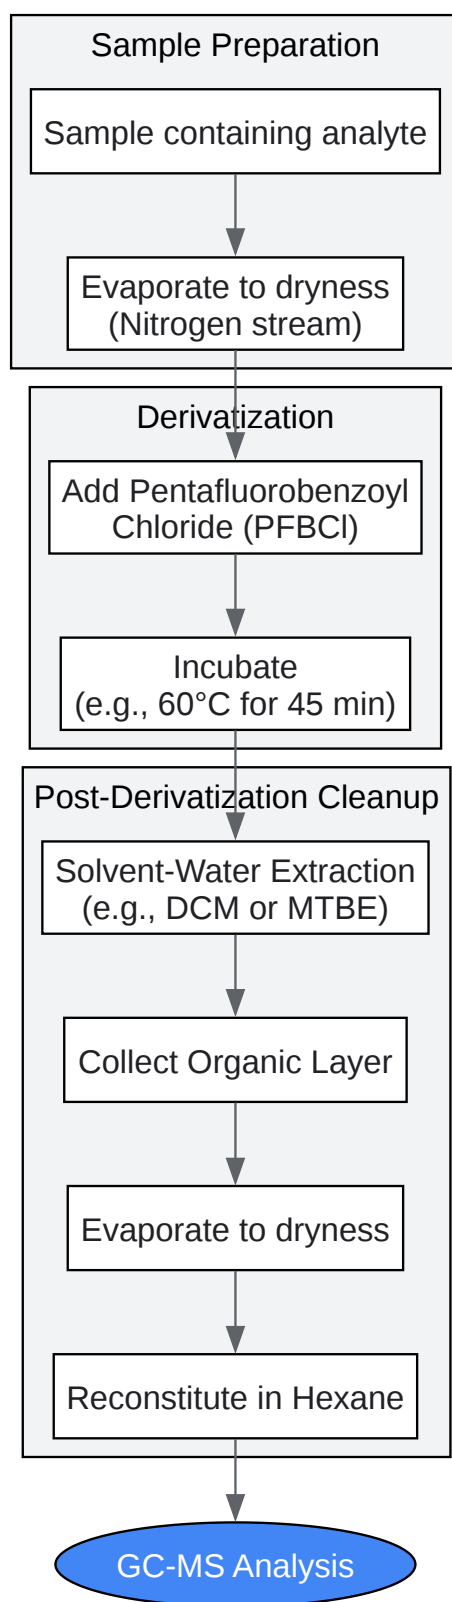 Sample Preparation
Sample containing analyte
Evaporate to dryness
(Nitrogen stream)
Derivatization
Add Pentafluorobenzoyl
Chloride (PFBCl)
Incubate
(e.g., 60°C for 45 min)
Post-Derivatization Cleanup
Solvent-Water Extraction
(e.g., DCM or MTBE)
Collect Organic Layer
Evaporate to dryness
Reconstitute in Hexane
GC-MS Analysis